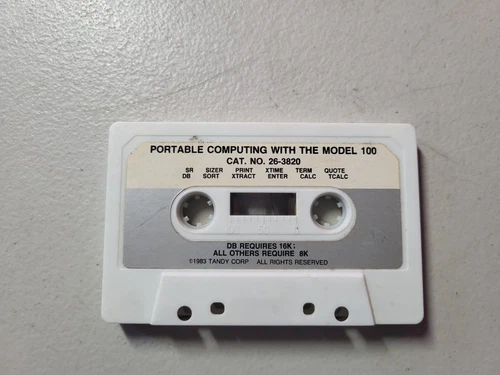 PORTABLE COMPUTING WITH THE MODEL 100
CAT. NO. 26-3820
SR SIZER PRINT XTIME TERM QUOTE
DB SORT XTRACT ENTER CALC TCALC
DB REQUIRES 16K;
ALL OTHERS REQUIRE 8K
©1983 TANDY CORP ALL RIGHTS RESERVED